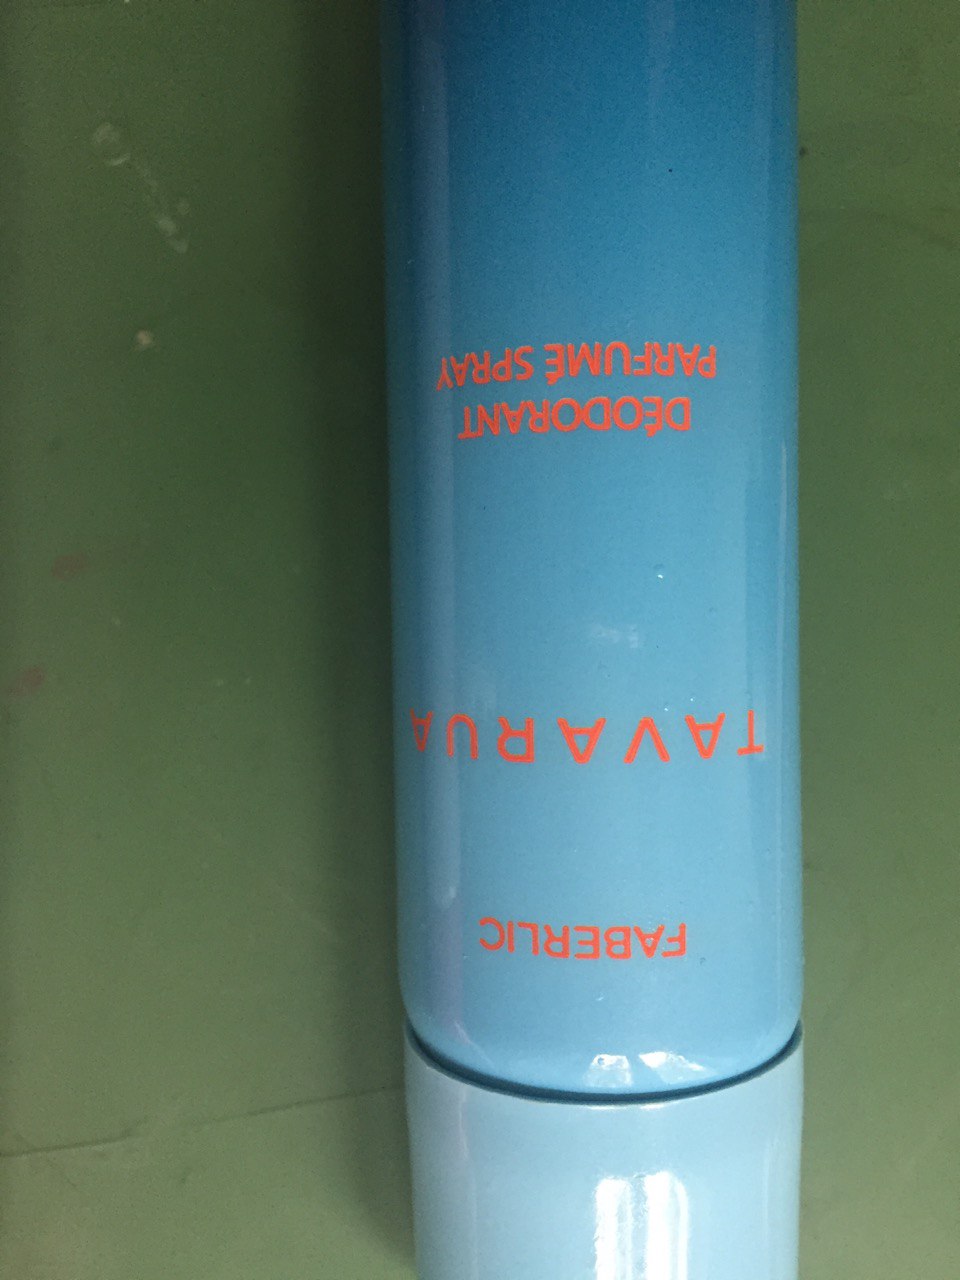 FABERLIC
TAVARUA
DÉODORANT
PARFUMÉ SPRAY